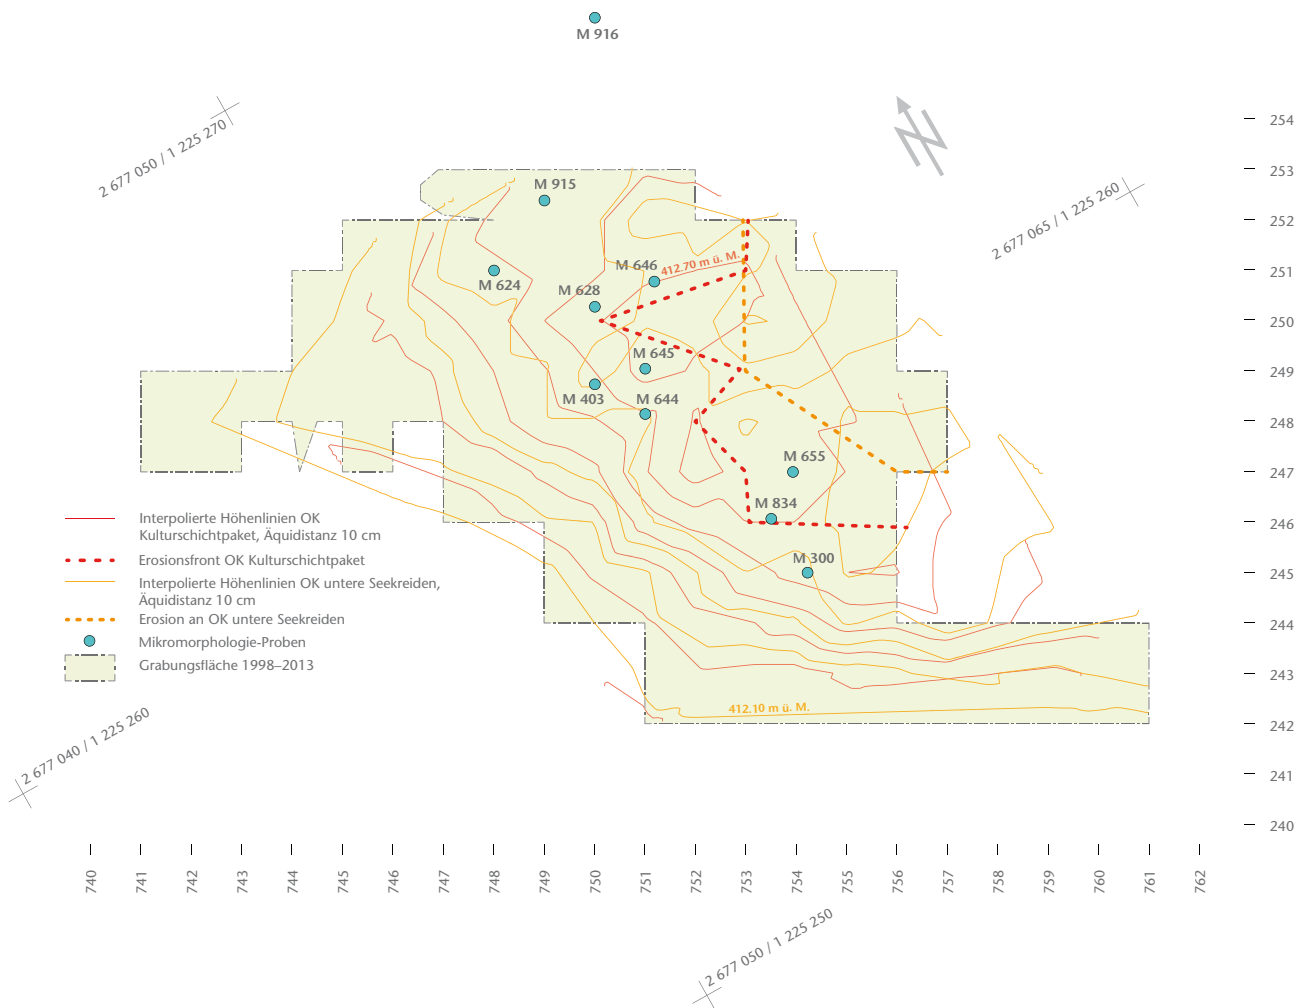 M 916
2 677 050 / 1 225 270
2 677 065 / 1 225 260
254
253
252
251
250
249
248
247
246
245
244
243
242
241
240
M 915
M 646
412.70 m ü. M.
M 624
M 628
M 645
M 403
M 644
M 655
M 834
M 300
412.10 m ü. M.
Interpolierte Höhenlinien OK
Kulturschichtpaket, Äquidistanz 10 cm
Erosionsfront OK Kulturschichtpaket
Interpolierte Höhenlinien OK untere Seekreiden,
Äquidistanz 10 cm
Erosion an OK untere Seekreiden
Mikromorphologie-Proben
Grabungsfläche 1998–2013
2 677 040 / 1 225 260
740
741
742
743
744
745
746
747
748
749
750
751
752
753
754
755
756
757
758
759
760
761
762
2 677 050 / 1 225 250